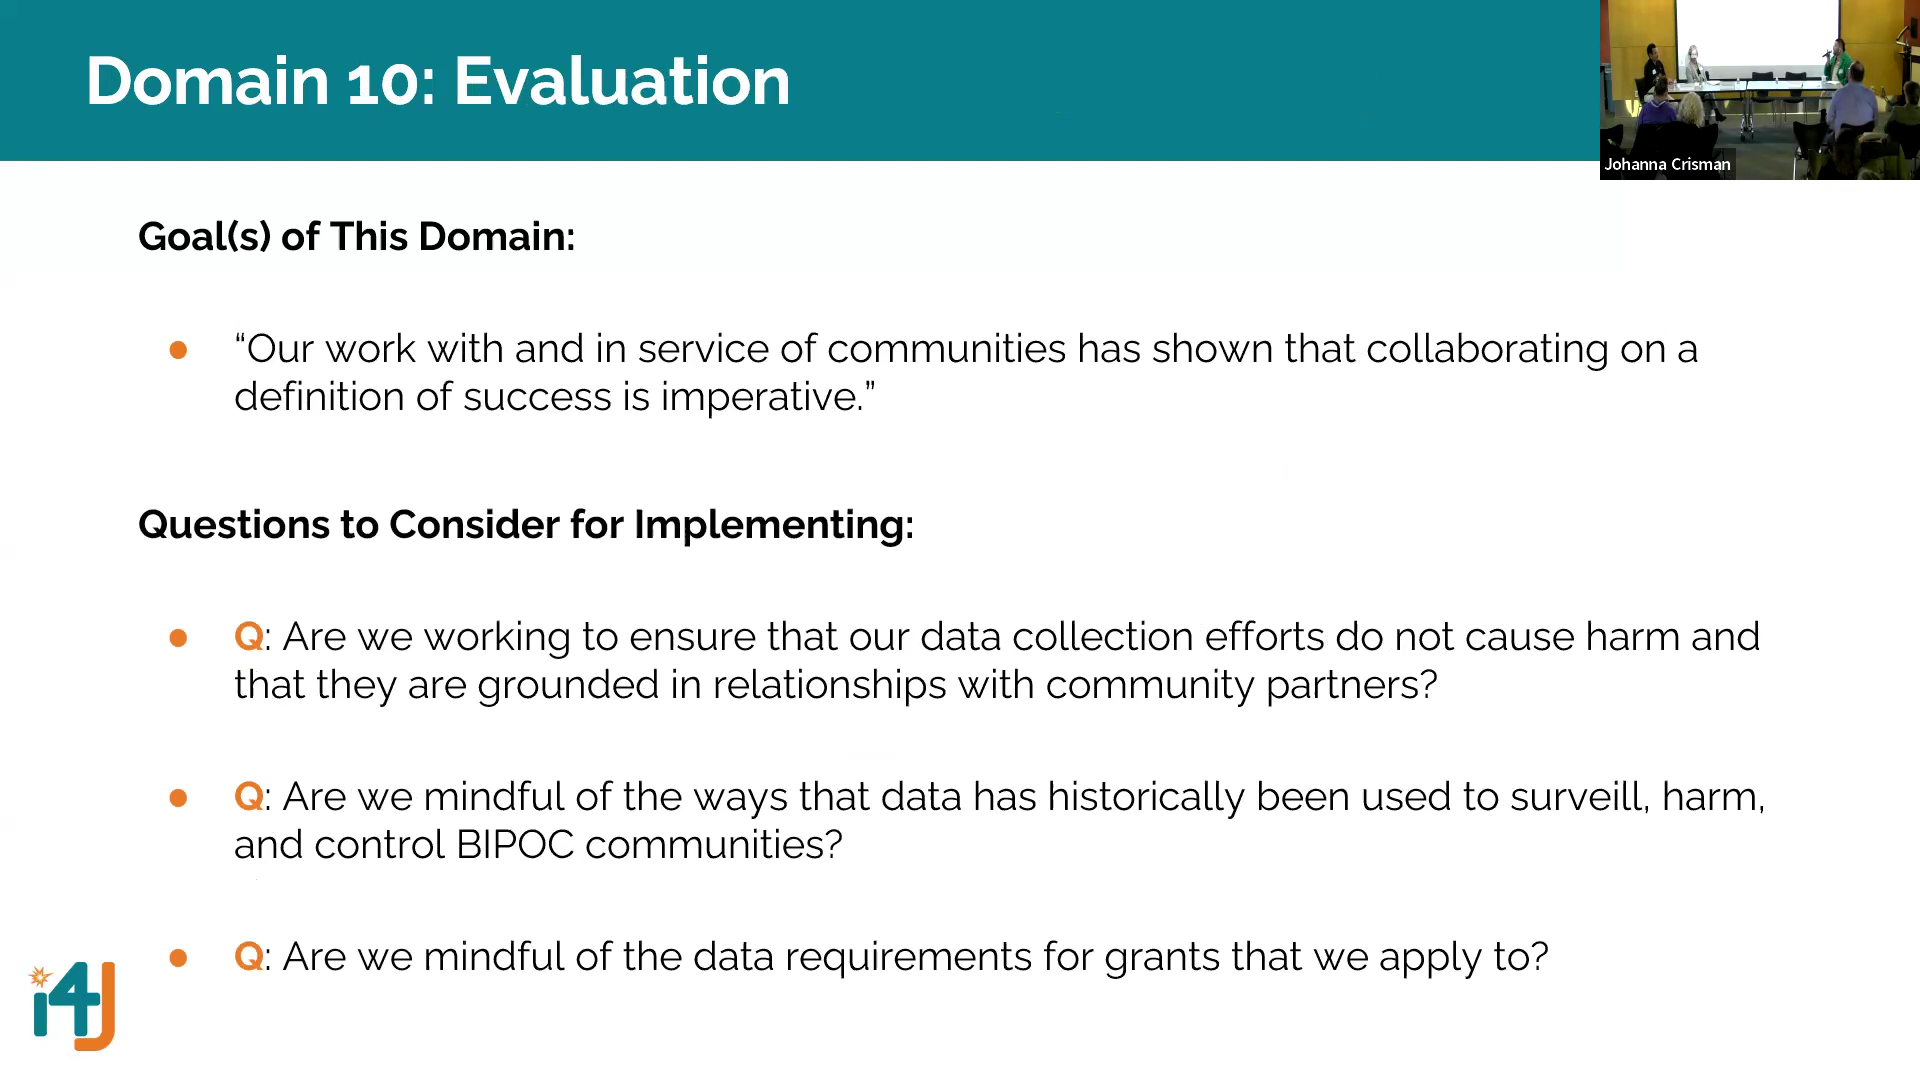 Domain 10: Evaluation
Johanna Crisman
Goal(s) of This Domain:
● “Our work with and in service of communities has shown that collaborating on a
definition of success is imperative.”
Questions to Consider for Implementing:
● Q: Are we working to ensure that our data collection efforts do not cause harm and
that they are grounded in relationships with community partners?
● Q: Are we mindful of the ways that data has historically been used to surveill, harm,
and control BIPOC communities?
● Q: Are we mindful of the data requirements for grants that we apply to?
i4J